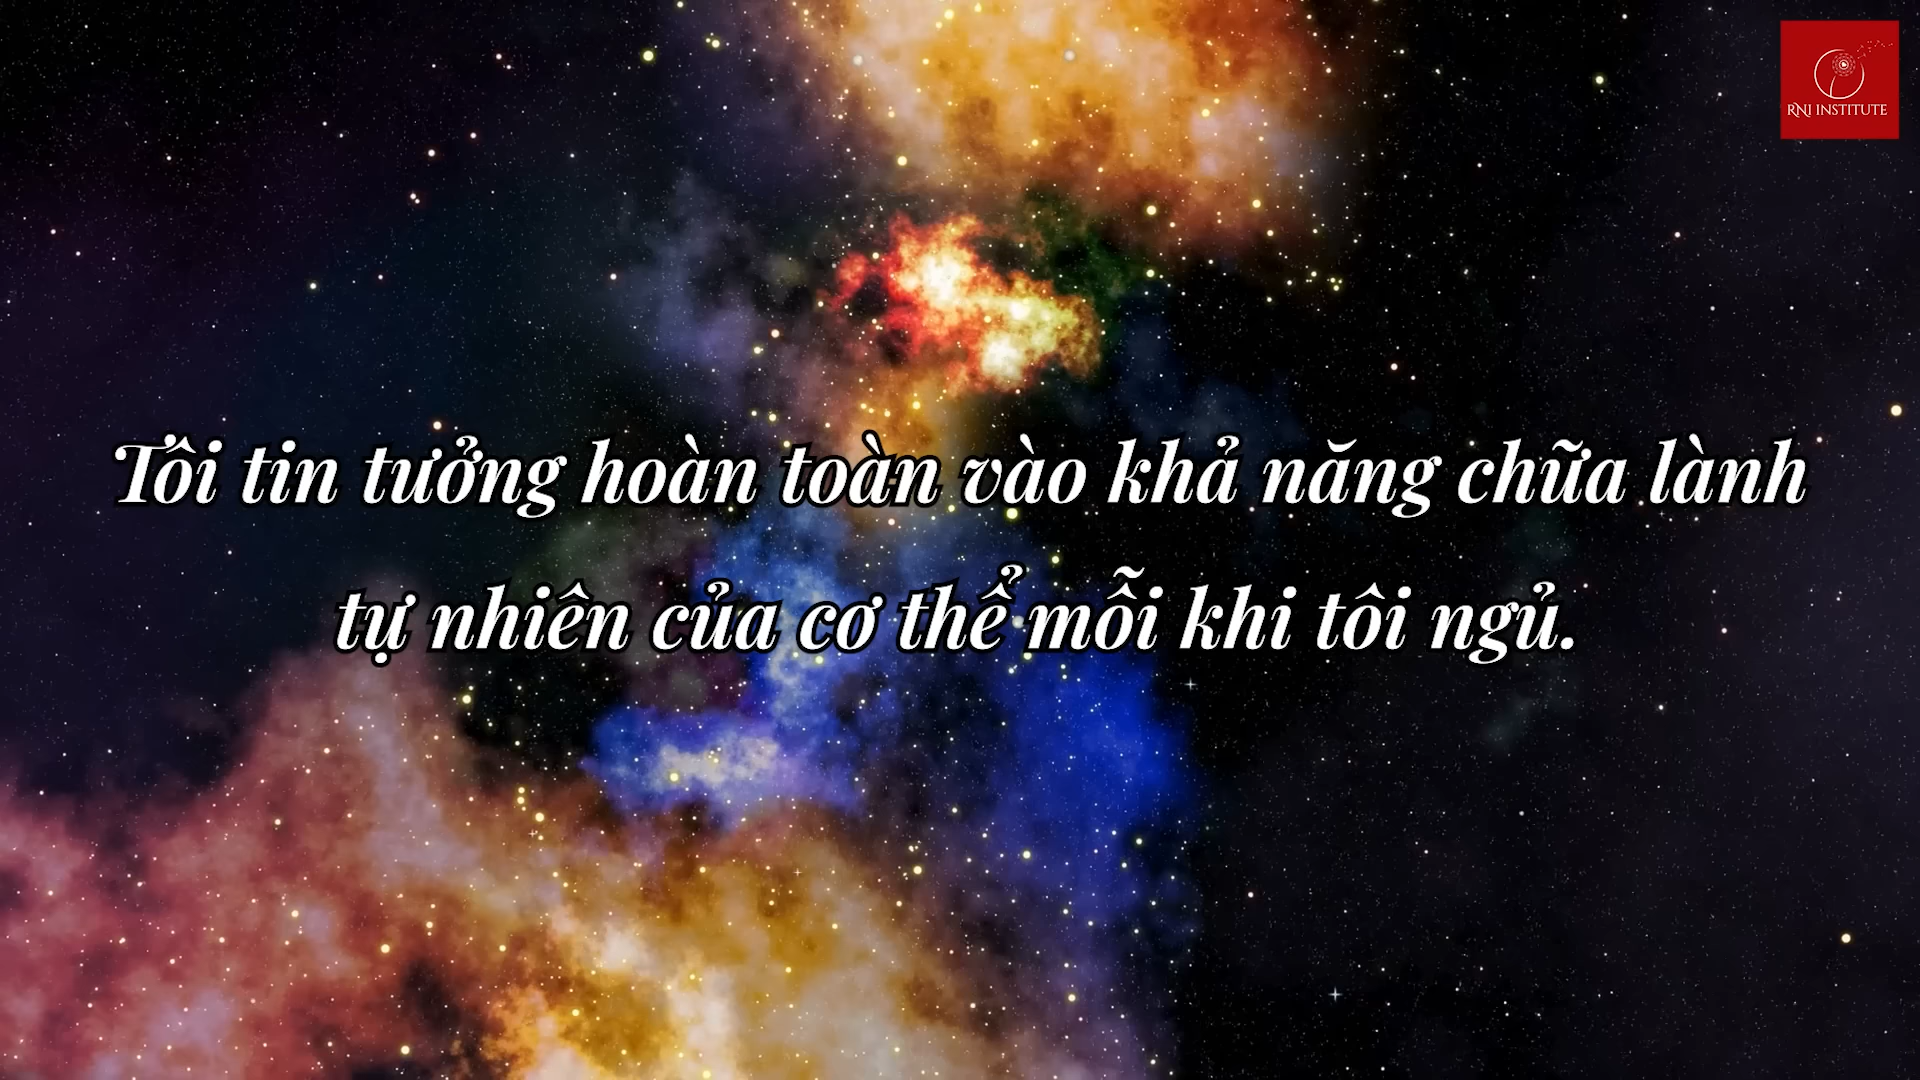 RNI INSTITUTE
Tôi tin tưởng hoàn toàn vào khả năng chữa lành
tự nhiên của cơ thể mỗi khi tôi ngủ.